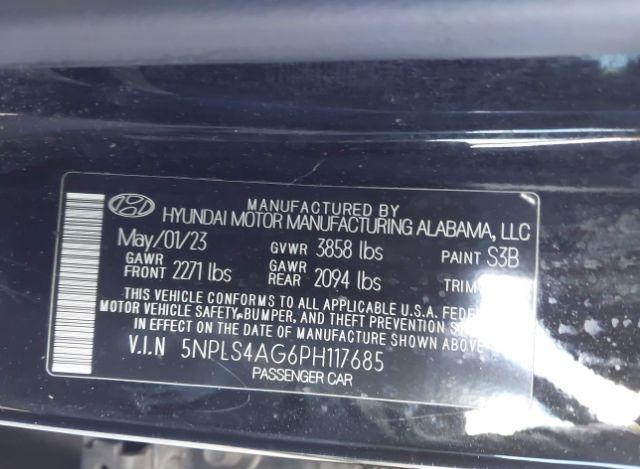 MANUFACTURED BY
HYUNDAI MOTOR MANUFACTURING ALABAMA, LLC
May/01/23 GVWR 3858 lbs PAINT S3B
GAWR FRONT 2271 lbs GAWR REAR 2094 lbs TRIM
THIS VEHICLE CONFORMS TO ALL APPLICABLE U.S.A. FEDE
MOTOR VEHICLE SAFETY, BUMPER, AND THEFT PREVENTION
IN EFFECT ON THE DATE OF MANUFACTURE SHOWN ABOVE.
V.I.N 5NPLS4AG6PH117685
PASSENGER CAR